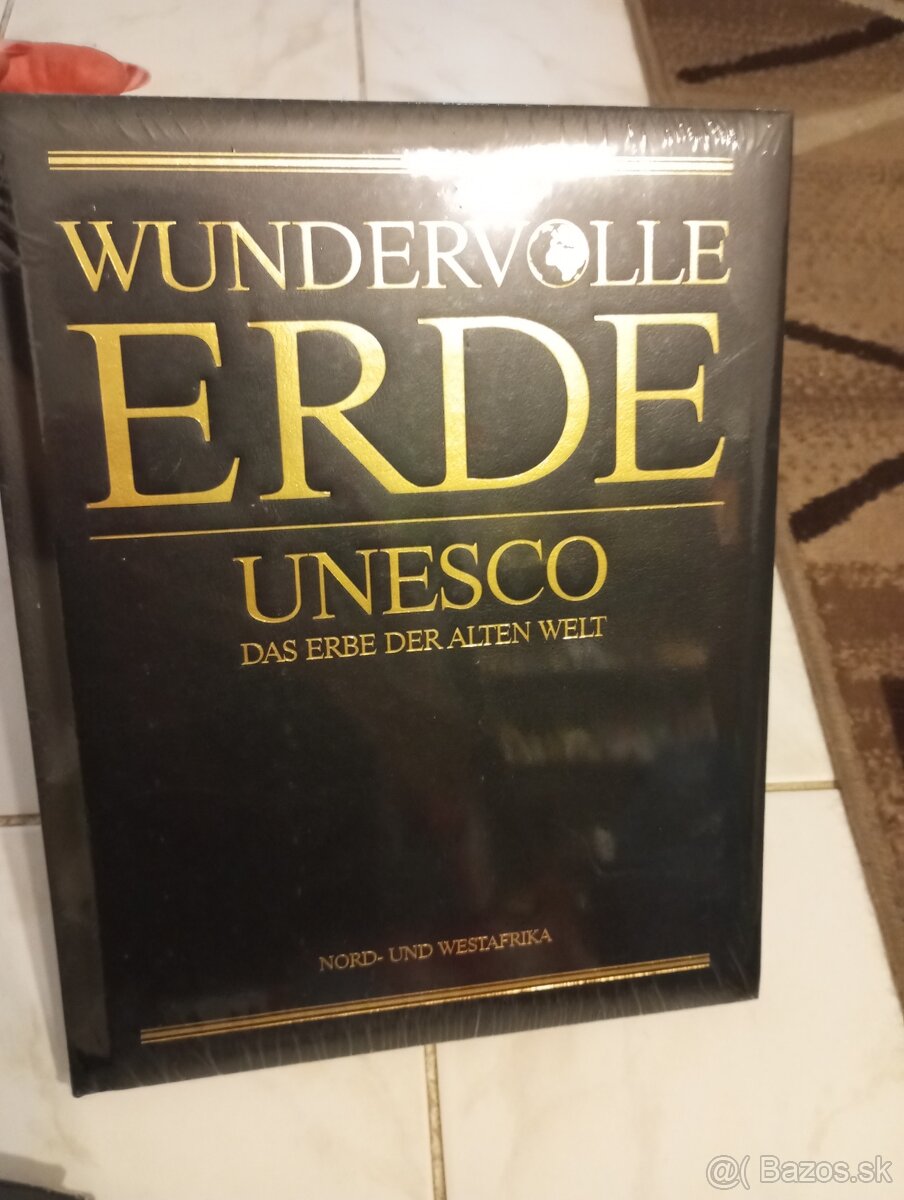 WUNDERVOLLE
ERDE
UNESCO
DAS ERBE DER ALTEN WELT
NORD- UND WESTAFRIKA
@( Bazos.sk